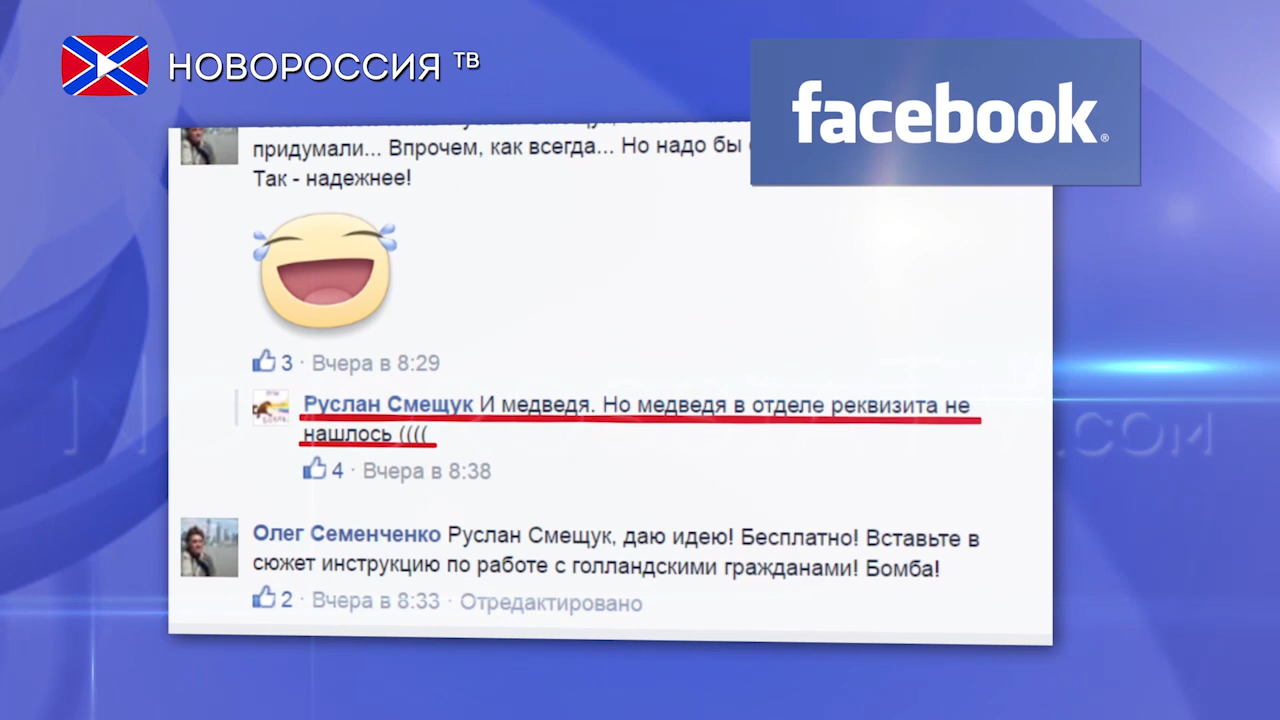 НОВОРОССИЯ ТВ
facebook®
придумали... Впрочем, как всегда... Но надо бы
Так - надежнее!
3 · Вчера в 8:29
Руслан Смещук И медведя. Но медведя в отделе реквизита не
нашлось ((((
4 · Вчера в 8:38
Олег Семенченко Руслан Смещук, даю идею! Бесплатно! Вставьте в
сюжет инструкцию по работе с голландскими гражданами! Бомба!
2 · Вчера в 8:33 · Отредактировано
.COM